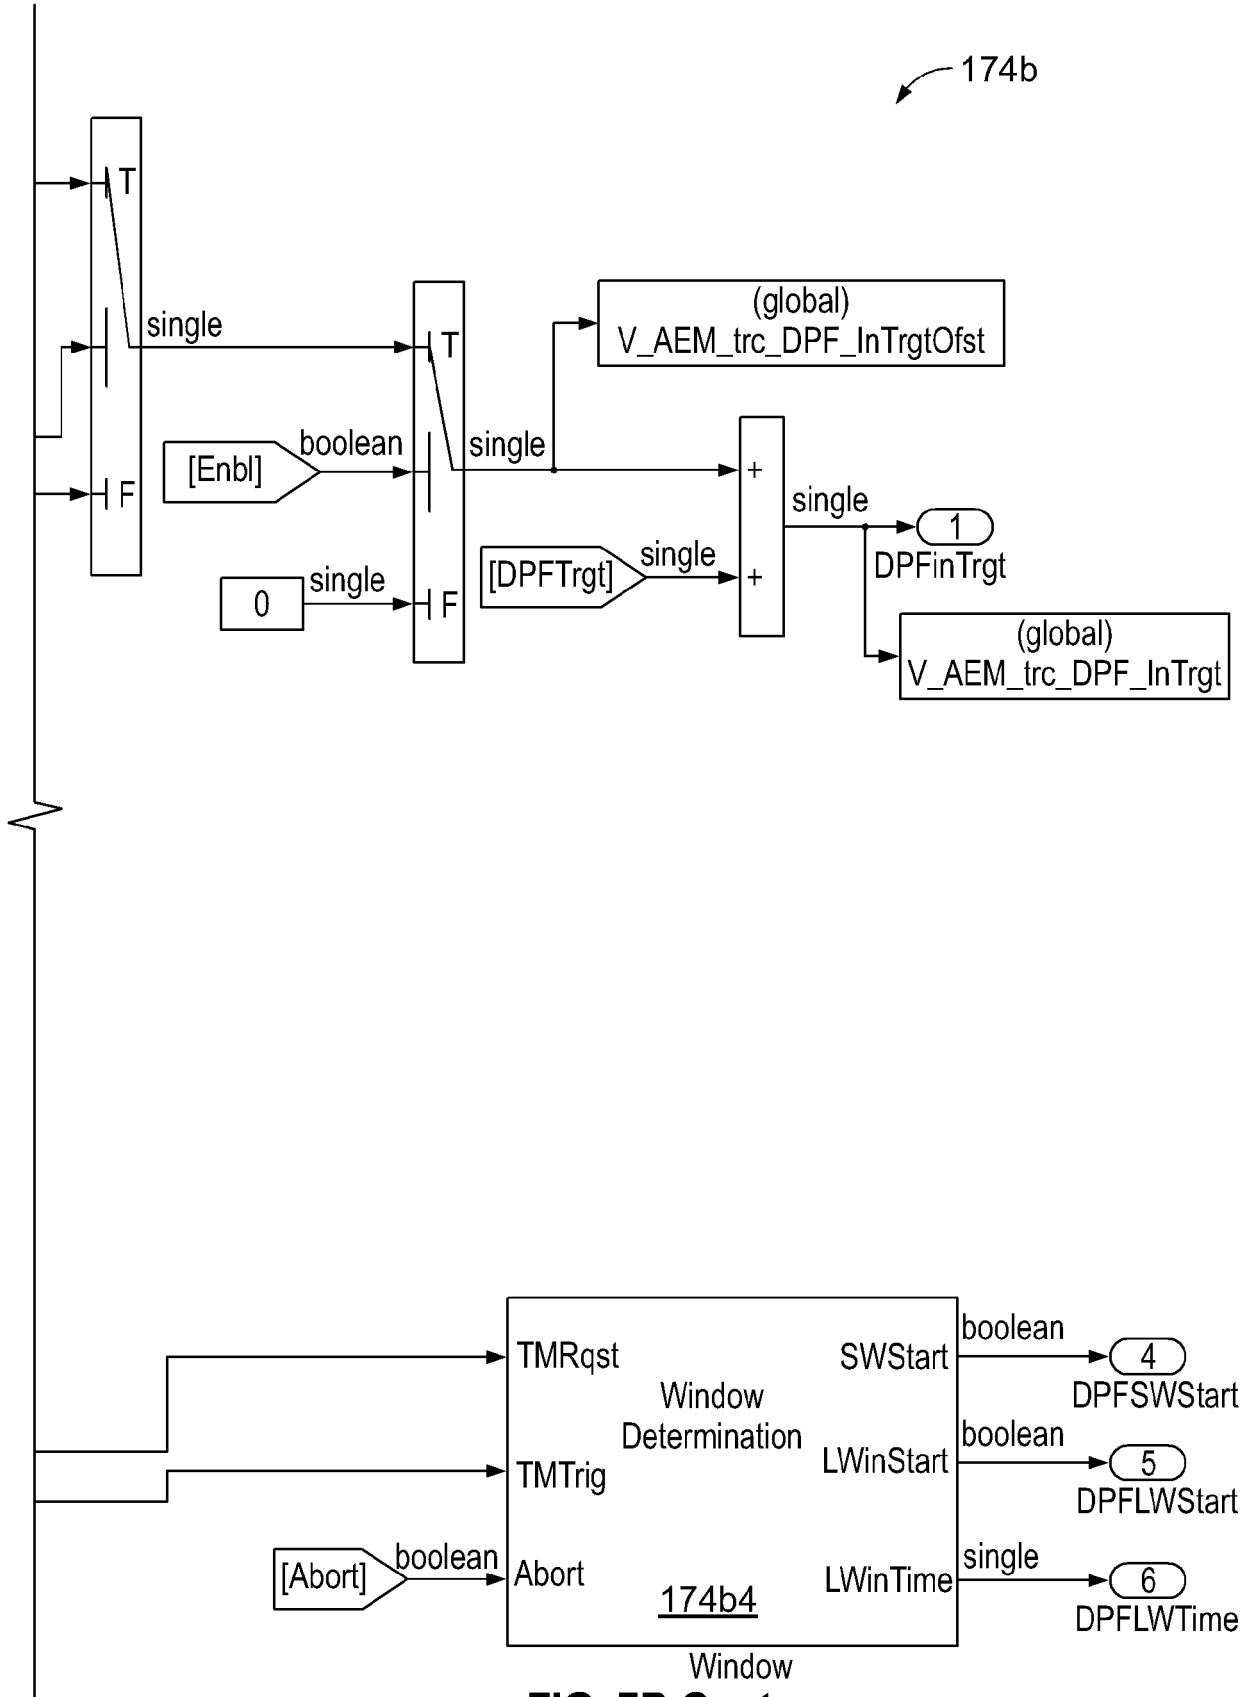 174b
T
single
(global)
V_AEM_trc_DPF_InTrgtOfst
T
boolean
single
[Enbl]
+
F
single
single
single
1
[DPFTrgt]
+
DPFinTrgt
0
F
(global)
V_AEM_trc_DPF_InTrgt
boolean
TMRqst
SWStart
4
Window
DPFSWStart
Determination
boolean
TMTrig
LWinStart
5
DPFLWStart
boolean
single
[Abort]
Abort
LWinTime
6
174b4
DPFLWTime
Window